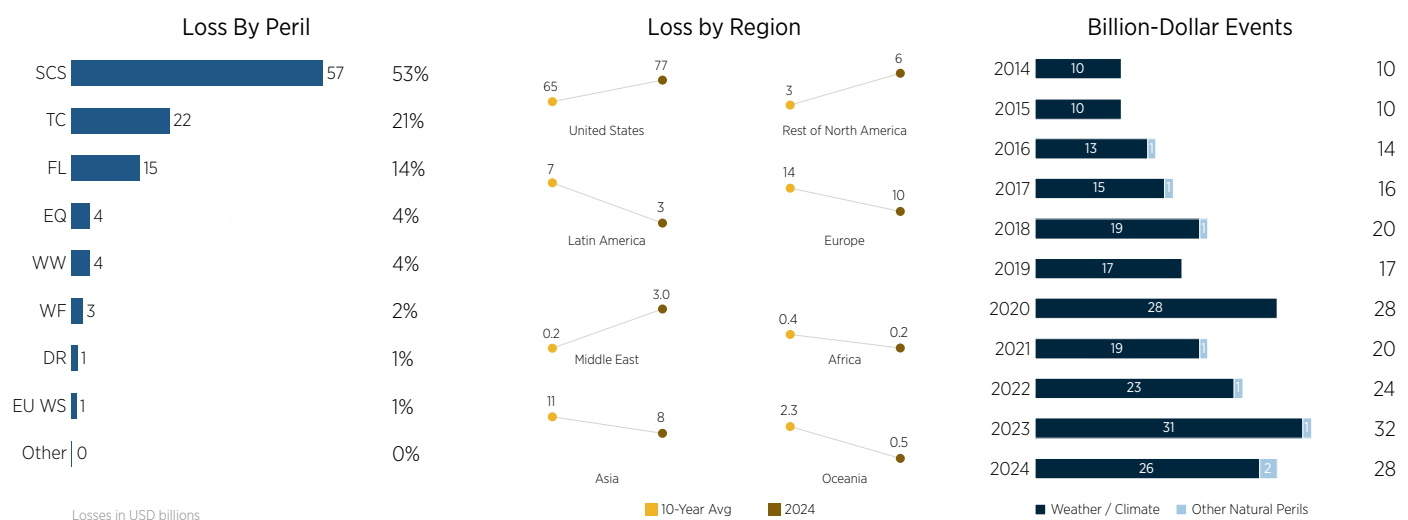 Loss By Peril
SCS 57 53%
TC 22 21%
FL 15 14%
EQ 4 4%
WW 4 4%
WF 3 2%
DR 1 1%
EU WS 1 1%
Other 0 0%
Losses in USD billions
Loss by Region
65 77
United States
3 6
Rest of North America
7 3
Latin America
14 10
Europe
0.2 3.0
Middle East
0.4 0.2
Africa
11 8
Asia
2.3 0.5
Oceania
10-Year Avg 2024
Billion-Dollar Events
2014 10 10
2015 10 10
2016 13 1 14
2017 15 1 16
2018 19 1 20
2019 17 17
2020 28 28
2021 19 1 20
2022 23 1 24
2023 31 1 32
2024 26 2 28
Weather / Climate Other Natural Perils